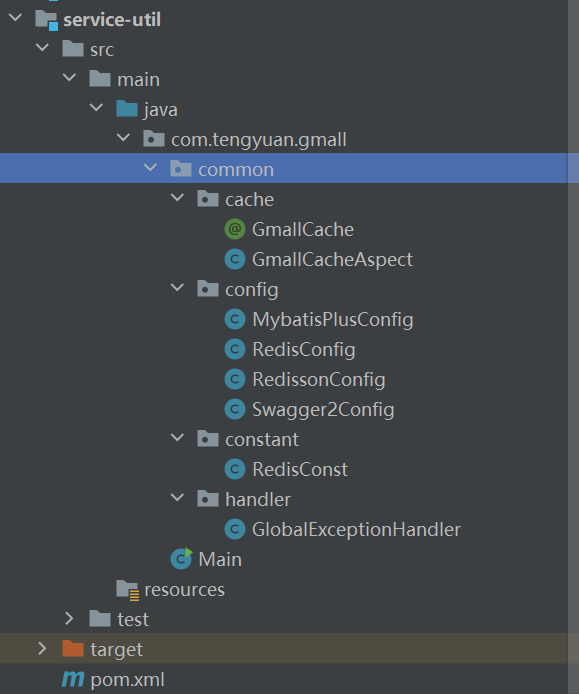 service-util
src
main
java
com.tengyuan.gmall
common
cache
GmallCache
GmallCacheAspect
config
MybatisPlusConfig
RedisConfig
RedissonConfig
Swagger2Config
constant
RedisConst
handler
GlobalExceptionHandler
Main
resources
test
target
pom.xml